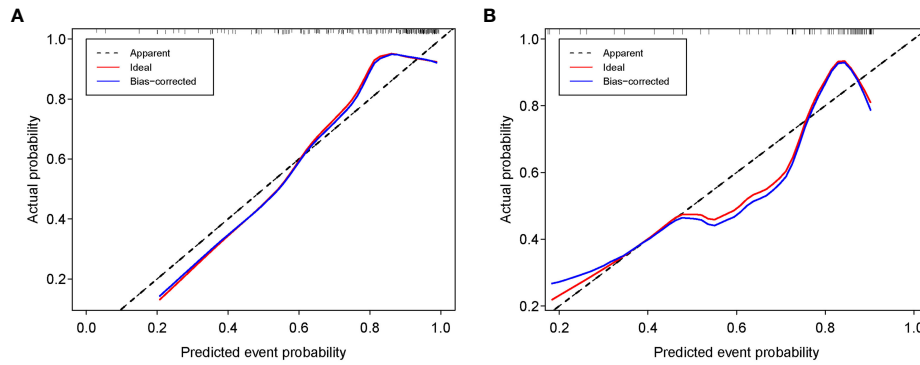 A
Apparent
Ideal
Bias-corrected
1.0
0.8
0.6
0.4
0.2
Actual probability
0.0 0.2 0.4 0.6 0.8 1.0
Predicted event probability
B
Apparent
Ideal
Bias-corrected
1.0
0.8
0.6
0.4
0.2
Actual probability
0.2 0.4 0.6 0.8 1.0
Predicted event probability